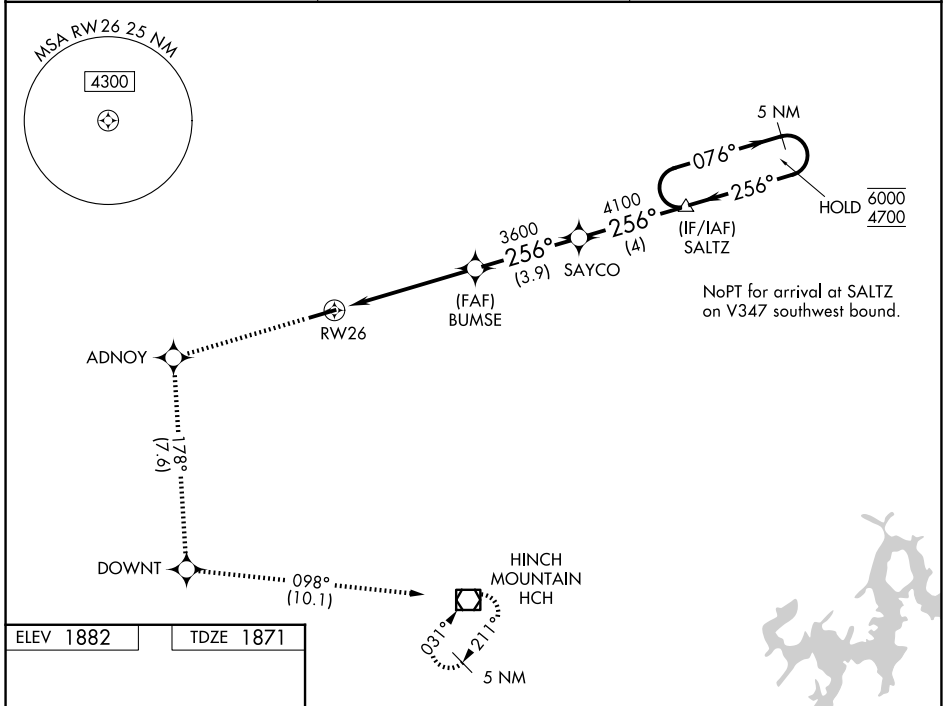 MSA RW26 25 NM
4300
5 NM
076°
256°
HOLD 6000
4700
4100
256°
(4)
(IF/IAF)
SALTZ
3600
256°
(3.9)
SAYCO
(FAF)
BUMSE
NoPT for arrival at SALTZ
on V347 southwest bound.
RW26
ADNOY
178°
(7.6)
DOWNT
098°
(10.1)
HINCH
MOUNTAIN
HCH
031°
211°
5 NM
ELEV 1882
TDZE 1871